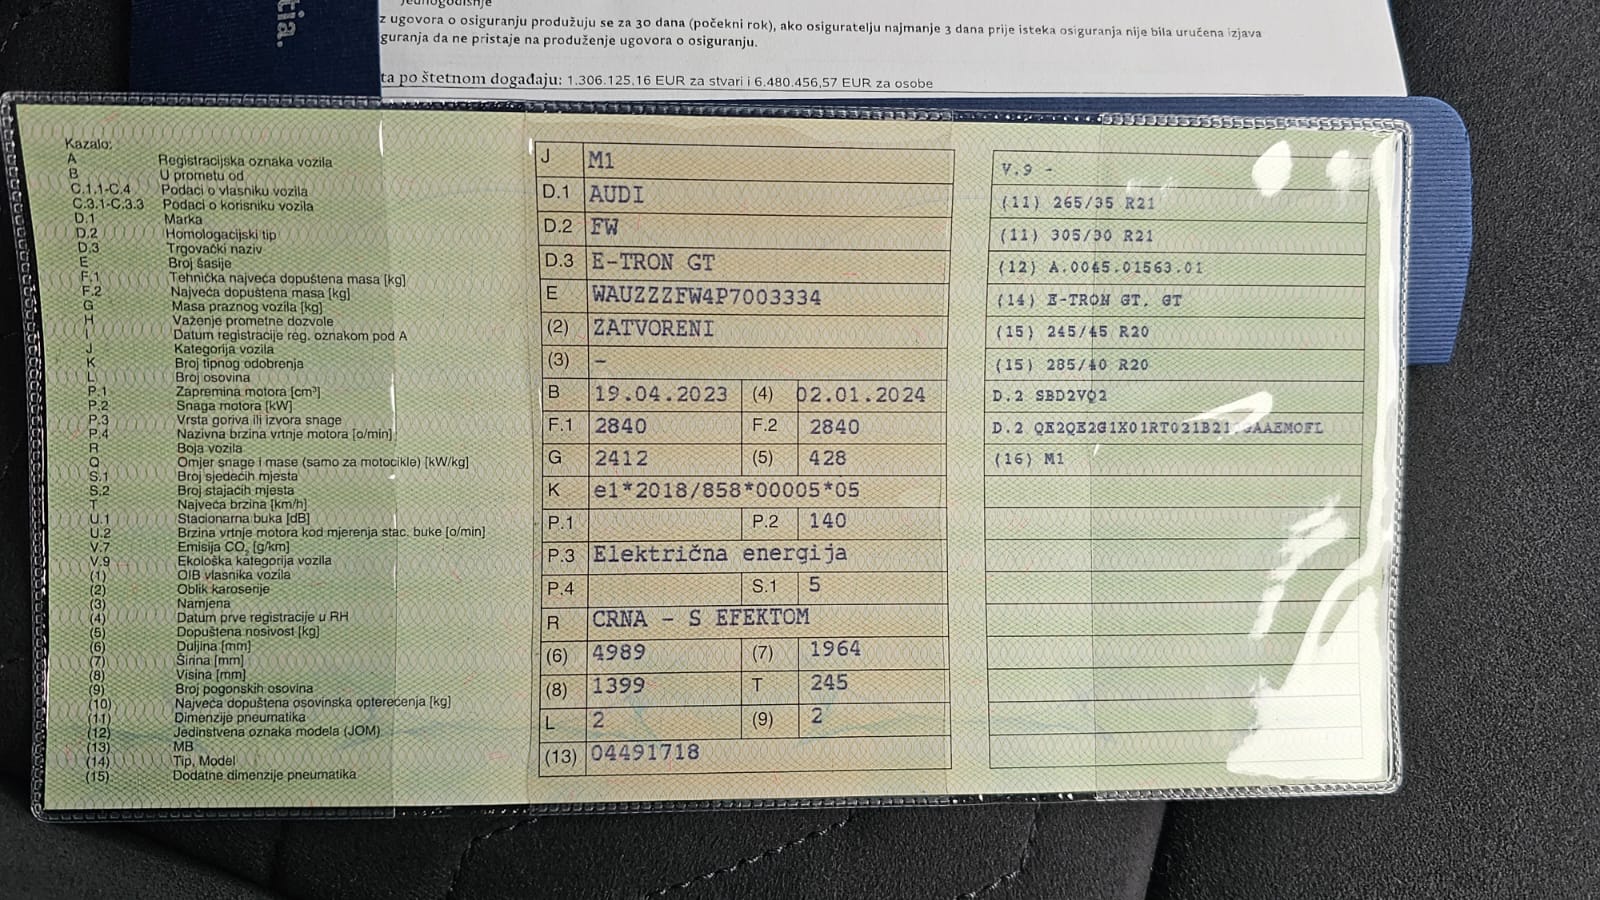 tia.
jednogodišnje
z ugovora o osiguranju produžuju se za 30 dana (počekni rok), ako osiguratelju najmanje 3 dana prije isteka osiguranja nije bila uručena izjava
guranja da ne pristaje na produženje ugovora o osiguranju.
ta po štetnom događaju: 1.306.125,16 EUR za stvari i 6.480.456,57 EUR za osobe
Kazalo:
A Registracijska oznaka vozila
B U prometu od
C.1.1-C.4 Podaci o vlasniku vozila
C.3.1-C.3.3 Podaci o korisniku vozila
D.1 Marka
D.2 Homologacijski tip
D.3 Trgovački naziv
E Broj šasije
F.1 Tehnička najveća dopuštena masa [kg]
F.2 Najveća dopuštena masa [kg]
G Masa praznog vozila [kg]
H Važenje prometne dozvole
I Datum registracije reg. oznakom pod A
J Kategorija vozila
K Broj tipnog odobrenja
L Broj osovina
P.1 Zapremina motora [cm³]
P.2 Snaga motora [kW]
P.3 Vrsta goriva ili izvora snage
P.4 Nazivna brzina vrtnje motora [o/min]
R Boja vozila
Q Omjer snage i mase (samo za motocikle) [kW/kg]
S.1 Broj sjedećih mjesta
S.2 Broj stajaćih mjesta
T Najveća brzina [km/h]
U.1 Stacionarna buka [dB]
U.2 Brzina vrtnje motora kod mjerenja stac. buke [o/min]
V.7 Emisija CO₂ [g/km]
V.9 Ekološka kategorija vozila
(1) OIB vlasnika vozila
(2) Oblik karoserije
(3) Namjena
(4) Datum prve registracije u RH
(5) Dopuštena nosivost [kg]
(6) Duljina [mm]
(7) Širina [mm]
(8) Visina [mm]
(9) Broj pogonskih osovina
(10) Najveća dopuštena osovinska opterećenja [kg]
(11) Dimenzije pneumatika
(12) Jedinstvena oznaka modela (JOM)
(13) MB
(14) Tip, Model
(15) Dodatne dimenzije pneumatika
J M1
D.1 AUDI
D.2 FW
D.3 E-TRON GT
E WAUZZZFW4P7003334
(2) ZATVORENI
(3) –
B 19.04.2023 (4) 02.01.2024
F.1 2840 F.2 2840
G 2412 (5) 428
K e1*2018/858*00005*05
P.1 P.2 140
P.3 Električna energija
P.4 S.1 5
R CRNA - S EFEKTOM
(6) 4989 (7) 1964
(8) 1399 T 245
L 2 (9) 2
(13) 04491718
V.9 -
(11) 265/35 R21
(11) 305/30 R21
(12) A.0045.01563.01
(14) E-TRON GT, GT
(15) 245/45 R20
(15) 285/40 R20
D.2 SBD2VQ2
D.2
(16) M1